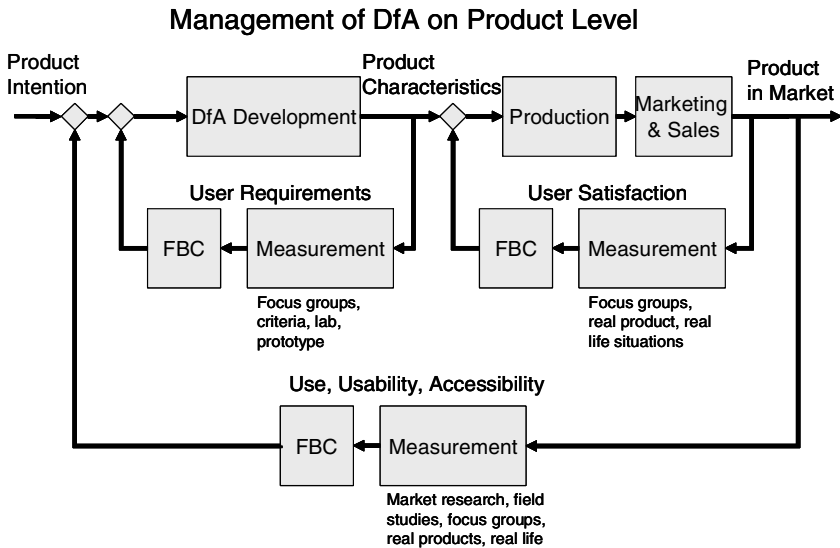 Management of DfA on Product Level
Product
Intention
DfA Development
Product
Characteristics
Production
Marketing
& Sales
Product
in Market
User Requirements
FBC
Measurement
Focus groups,
criteria, lab,
prototype
User Satisfaction
FBC
Measurement
Focus groups,
real product, real
life situations
Use, Usability, Accessibility
FBC
Measurement
Market research, field
studies, focus groups,
real products, real life